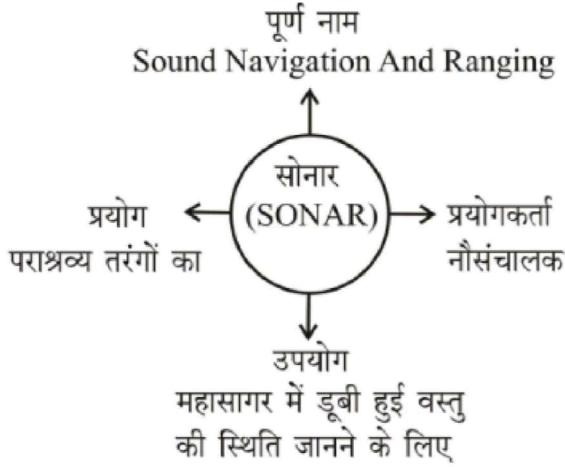 पूर्ण नाम
Sound Navigation And Ranging
सोनार
(SONAR)
प्रयोग
पराश्रव्य तरंगों का
प्रयोगकर्ता
नौसंचालक
उपयोग
महासागर में डूबी हुई वस्तु
की स्थिति जानने के लिए